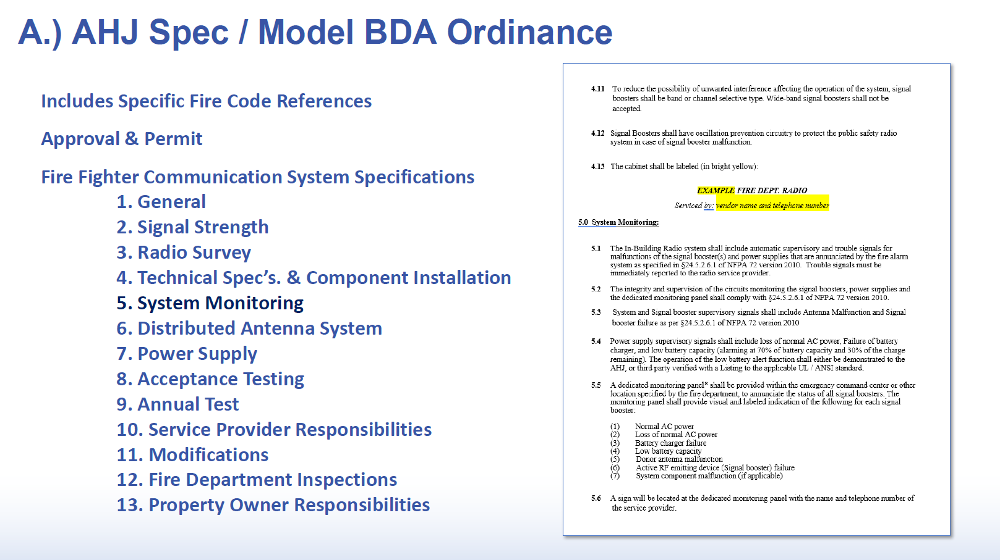 A.) AHJ Spec / Model BDA Ordinance
Includes Specific Fire Code References
Approval & Permit
Fire Fighter Communication System Specifications
1. General
2. Signal Strength
3. Radio Survey
4. Technical Spec’s. & Component Installation
5. System Monitoring
6. Distributed Antenna System
7. Power Supply
8. Acceptance Testing
9. Annual Test
10. Service Provider Responsibilities
11. Modifications
12. Fire Department Inspections
13. Property Owner Responsibilities
4.11 To reduce the possibility of unwanted interference affecting the operation of the system, signal
boosters shall be band or channel selective type. Wide-band signal boosters shall not be
accepted.
4.12 Signal Boosters shall have oscillation prevention circuitry to protect the public safety radio
system in case of signal booster malfunction.
4.13 The cabinet shall be labeled (in bright yellow):
EXAMPLE FIRE DEPT. RADIO
Serviced by: vendor name and telephone number
5.0 System Monitoring:
5.1 The In-Building Radio system shall include automatic supervisory and trouble signals for
malfunctions of the signal booster(s) and power supplies that are annunciated by the fire alarm
system as specified in §24.5.2.6.1 of NFPA 72 version 2010. Trouble signals must be
immediately reported to the radio service provider.
5.2 The integrity and supervision of the circuits monitoring the signal boosters, power supplies and
the dedicated monitoring panel shall comply with §24.5.2.6.1 of NFPA 72 version 2010.
5.3 System and Signal booster supervisory signals shall include Antenna Malfunction and Signal
booster failure as per §24.5.2.6.1 of NFPA 72 version 2010
5.4 Power supply supervisory signals shall include loss of normal AC power, Failure of battery
charger, and low battery capacity (alarming at 70% of battery capacity and 30% of the charge
remaining). The operation of the low battery alert function shall either be demonstrated to the
AHJ, or third party verified with a Listing to the applicable UL / ANSI standard.
5.5 A dedicated monitoring panel* shall be provided within the emergency command center or other
location specified by the fire department, to annunciate the status of all signal boosters. The
monitoring panel shall provide visual and labeled indication of the following for each signal
booster:
(1) Normal AC power
(2) Loss of normal AC power
(3) Battery charger failure
(4) Low battery capacity
(5) Donor antenna malfunction
(6) Active RF emitting device (Signal booster) failure
(7) System component malfunction (if applicable)
5.6 A sign will be located at the dedicated monitoring panel with the name and telephone number of
the service provider.